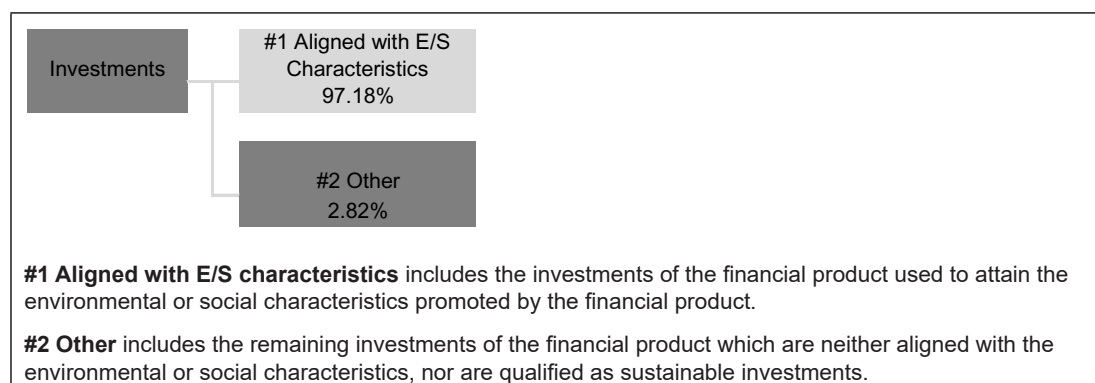 Investments
#1 Aligned with E/S
Characteristics
97.18%
#2 Other
2.82%
#1 Aligned with E/S characteristics includes the investments of the financial product used to attain the
environmental or social characteristics promoted by the financial product.
#2 Other includes the remaining investments of the financial product which are neither aligned with the
environmental or social characteristics, nor are qualified as sustainable investments.